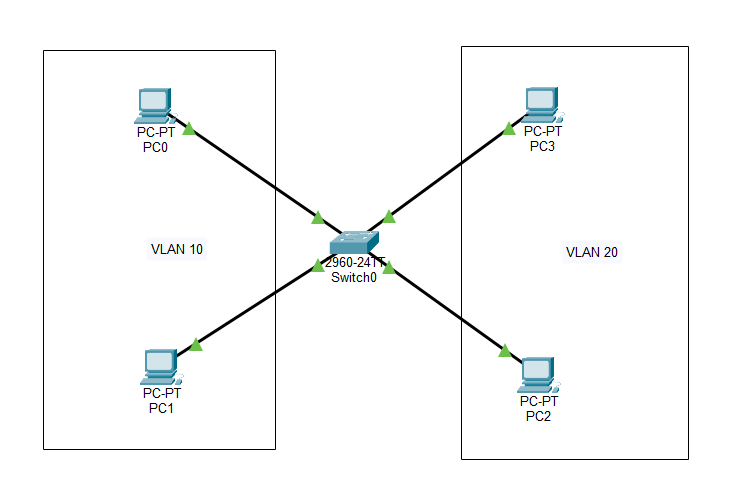 PC-PT
PC0
PC-PT
PC3
VLAN 10
VLAN 20
2960-24TT
Switch0
PC-PT
PC1
PC-PT
PC2